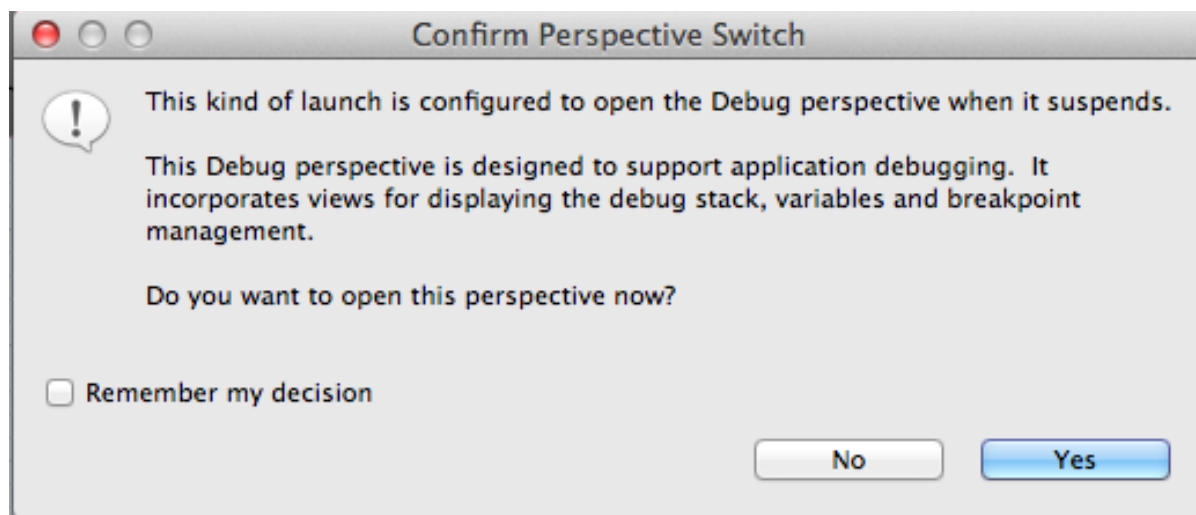 Confirm Perspective Switch
This kind of launch is configured to open the Debug perspective when it suspends.
This Debug perspective is designed to support application debugging.  It
incorporates views for displaying the debug stack, variables and breakpoint
management.
Do you want to open this perspective now?
Remember my decision
No
Yes